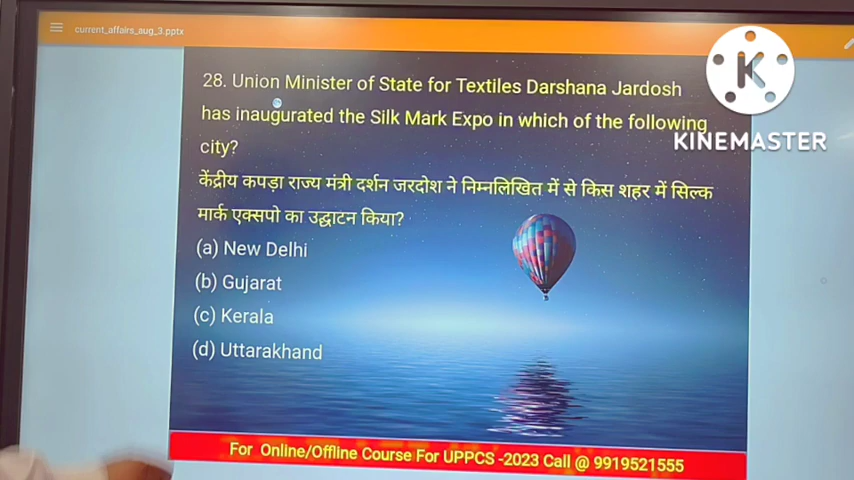 current_affairs_aug_3.pptx
28. Union Minister of State for Textiles Darshana Jardosh
has inaugurated the Silk Mark Expo in which of the following
city?
केंद्रीय कपड़ा राज्य मंत्री दर्शन जरदोश ने निम्नलिखित में से किस शहर में सिल्क
मार्क एक्सपो का उद्घाटन किया?
(a) New Delhi
(b) Gujarat
(c) Kerala
(d) Uttarakhand
For Online/Offline Course For UPPCS -2023 Call @ 9919521555
K
KINEMASTER